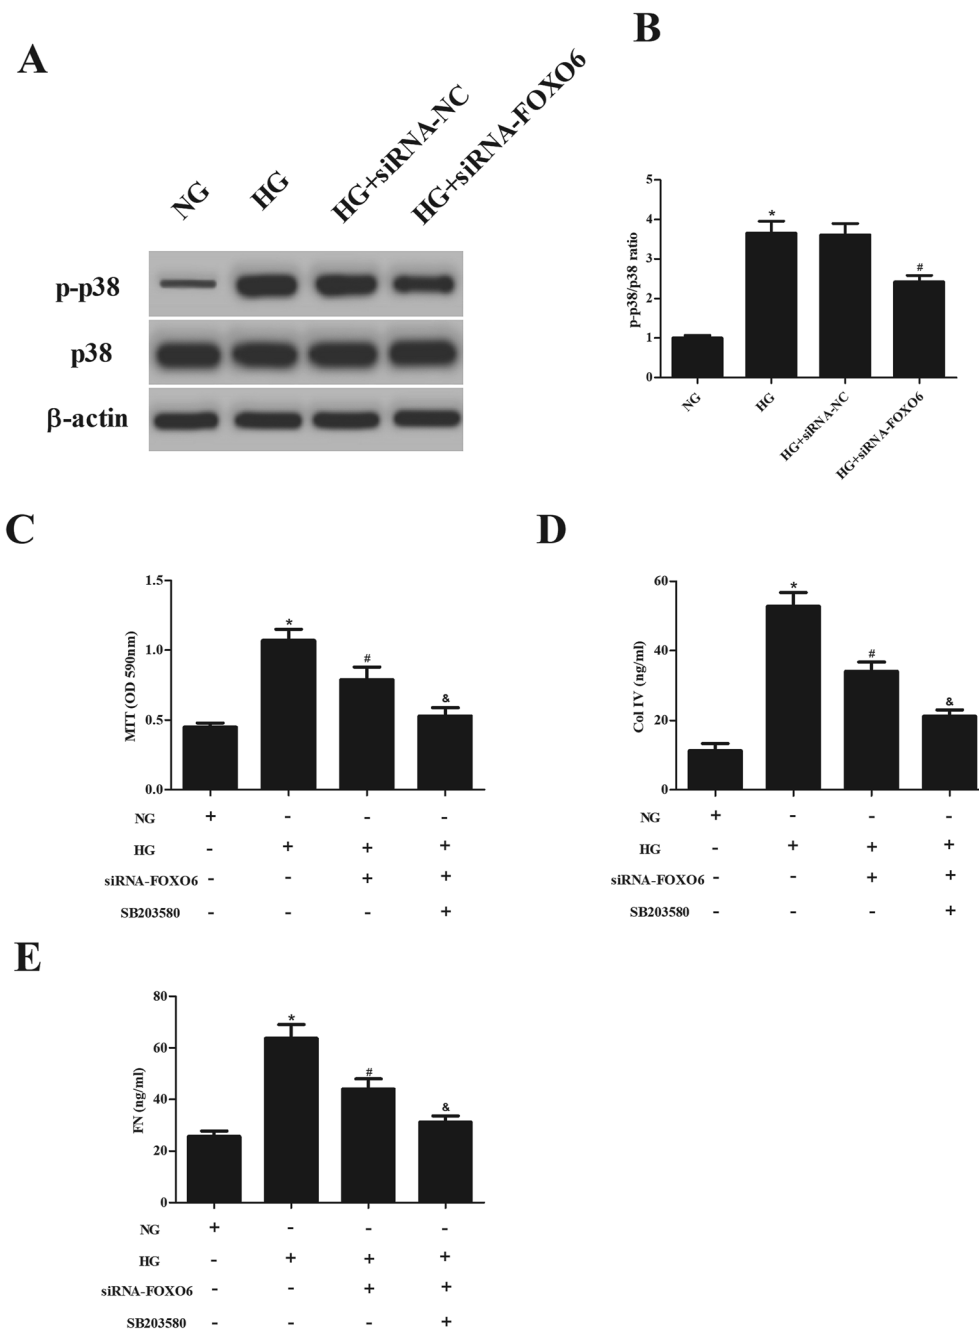 A
NG
HG
HG+siRNA-NC
HG+siRNA-FOXO6
p-p38
p38
β-actin
B
p-p38/p38 ratio
5
4
3
2
1
0
*
#
NG
HG
HG+siRNA-NC
HG+siRNA-FOXO6
C
MTT (OD 590nm)
1.5
1.0
0.5
0.0
*
#
&
NG + - - -
HG - + + +
siRNA-FOXO6 - - + +
SB203580 - - - +
D
Col IV (ng/ml)
60
40
20
0
*
#
&
NG + - - -
HG - + + +
siRNA-FOXO6 - - + +
SB203580 - - - +
E
FN (ng/ml)
80
60
40
20
0
*
#
&
NG + - - -
HG - + + +
siRNA-FOXO6 - - + +
SB203580 - - - +